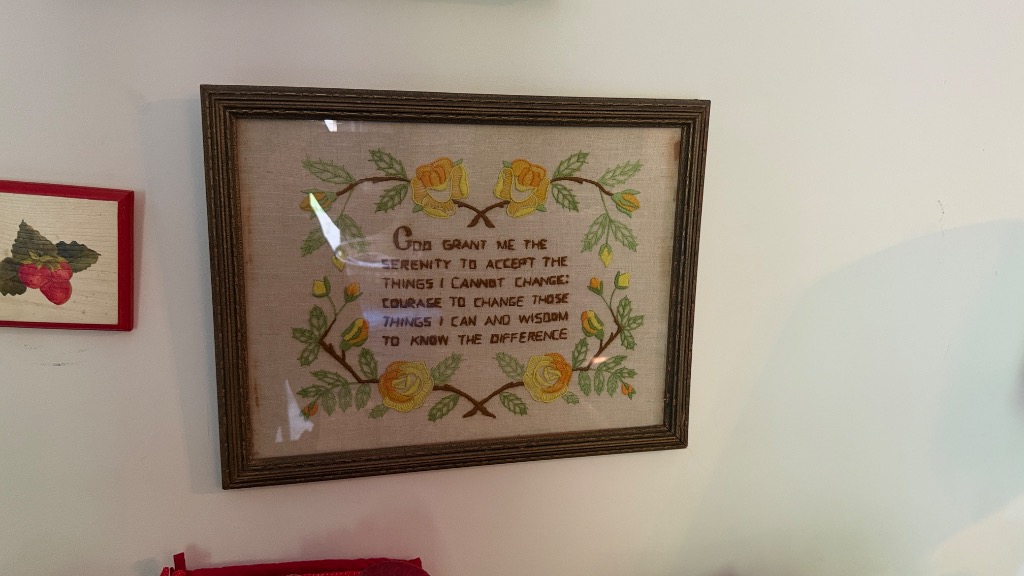 GOD GRANT ME THE
SERENITY TO ACCEPT THE
THINGS I CANNOT CHANGE;
COURAGE TO CHANGE THOSE
THINGS I CAN AND WISDOM
TO KNOW THE DIFFERENCE